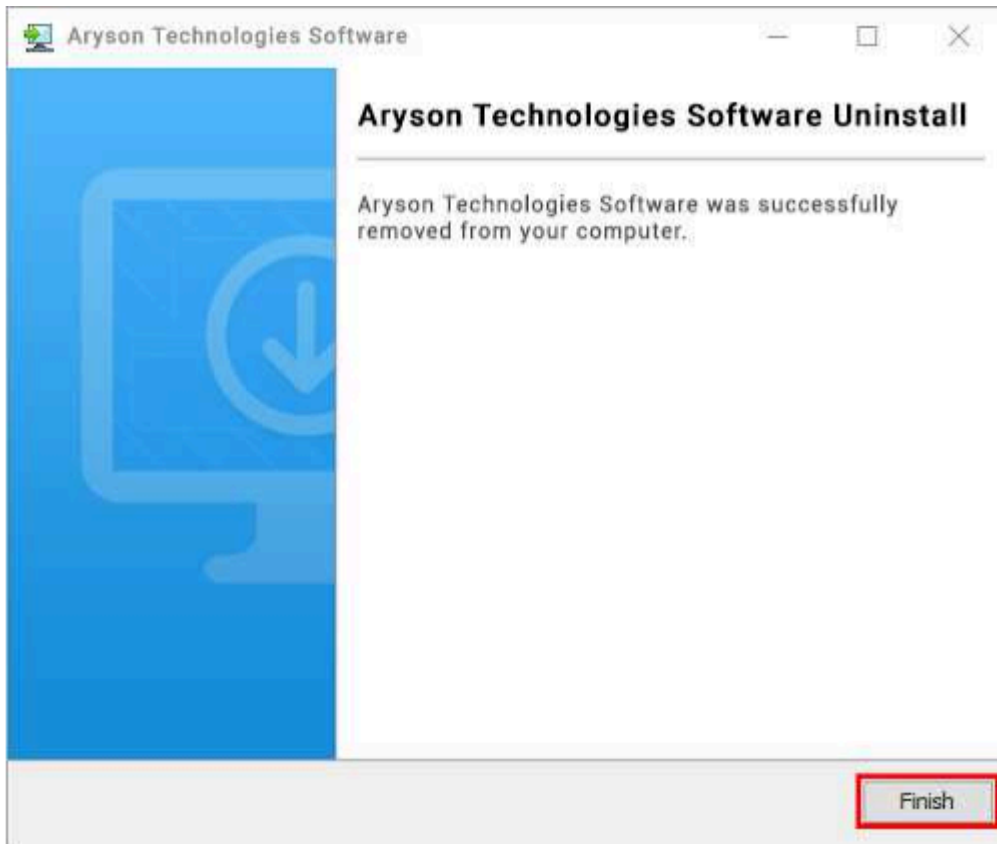 Aryson Technologies Software
Aryson Technologies Software Uninstall
Aryson Technologies Software was successfully
removed from your computer.
Finish